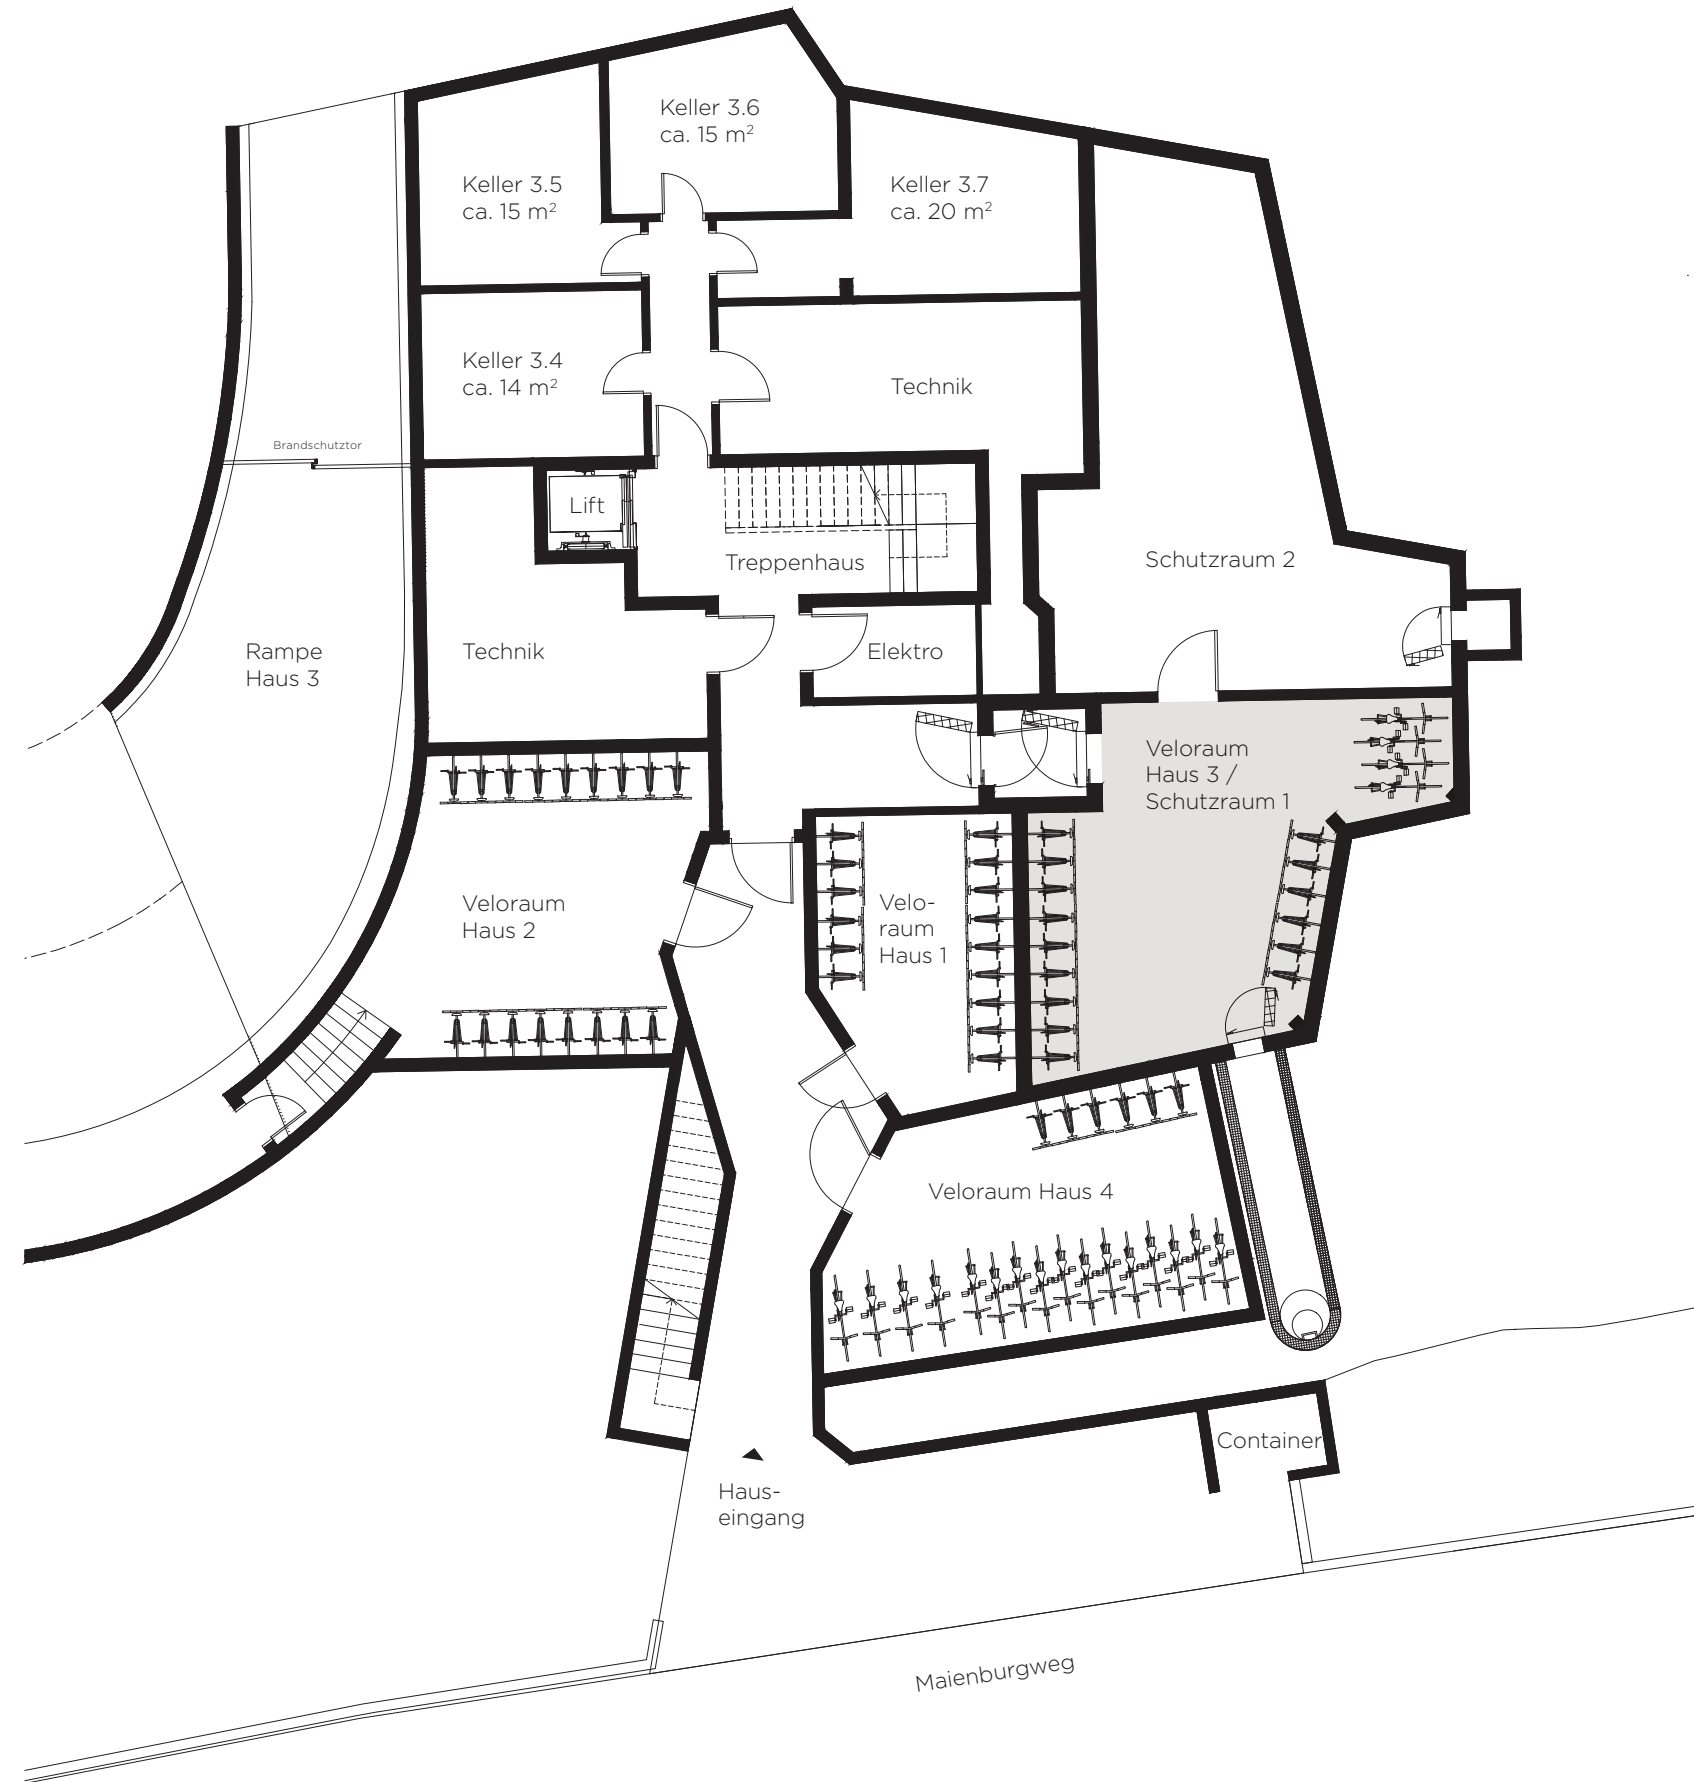 Keller 3.6
ca. 15 m²
Keller 3.5
ca. 15 m²
Keller 3.7
ca. 20 m²
Keller 3.4
ca. 14 m²
Technik
Brandschutztor
Lift
Treppenhaus
Schutzraum 2
Rampe
Haus 3
Technik
Elektro
Veloraum
Haus 3 /
Schutzraum 1
Veloraum
Haus 2
Velo-
raum
Haus 1
Veloraum Haus 4
Container
Haus-
eingang
Maienburgweg